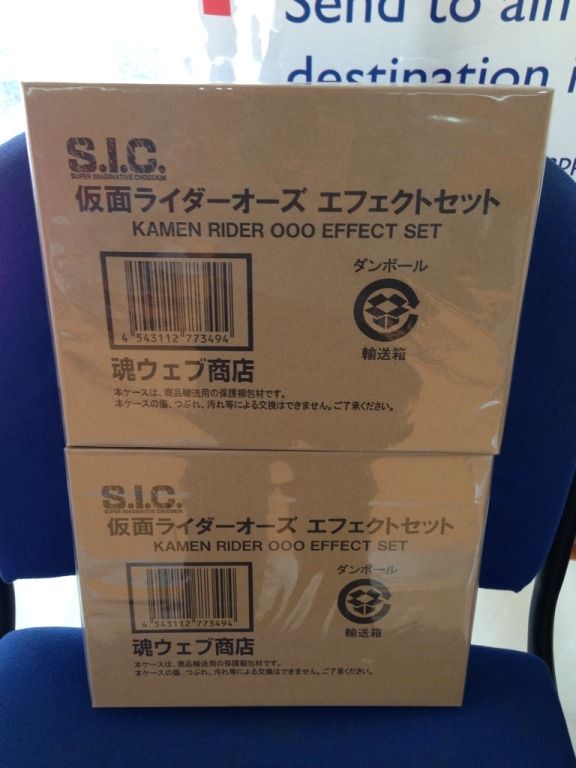 Send to alm
destination i
S.I.C.
SUPER IMAGINATIVE CHOGOKIN
仮面ライダーオーズ エフェクトセット
KAMEN RIDER OOO EFFECT SET
ダンボール
4 543112 773494
輸送箱
魂ウェブ商店
本ケースは、商品輸送用の保護梱包材です。
本ケースの傷、つぶれ、汚れ等による交換はできません。ご了承ください。
S.I.C.
SUPER IMAGINATIVE CHOGOKIN
仮面ライダーオーズ エフェクトセット
KAMEN RIDER OOO EFFECT SET
ダンボール
4 543112 773494
輸送箱
魂ウェブ商店
本ケースは、商品輸送用の保護梱包材です。
本ケースの傷、つぶれ、汚れ等による交換はできません。ご了承ください。